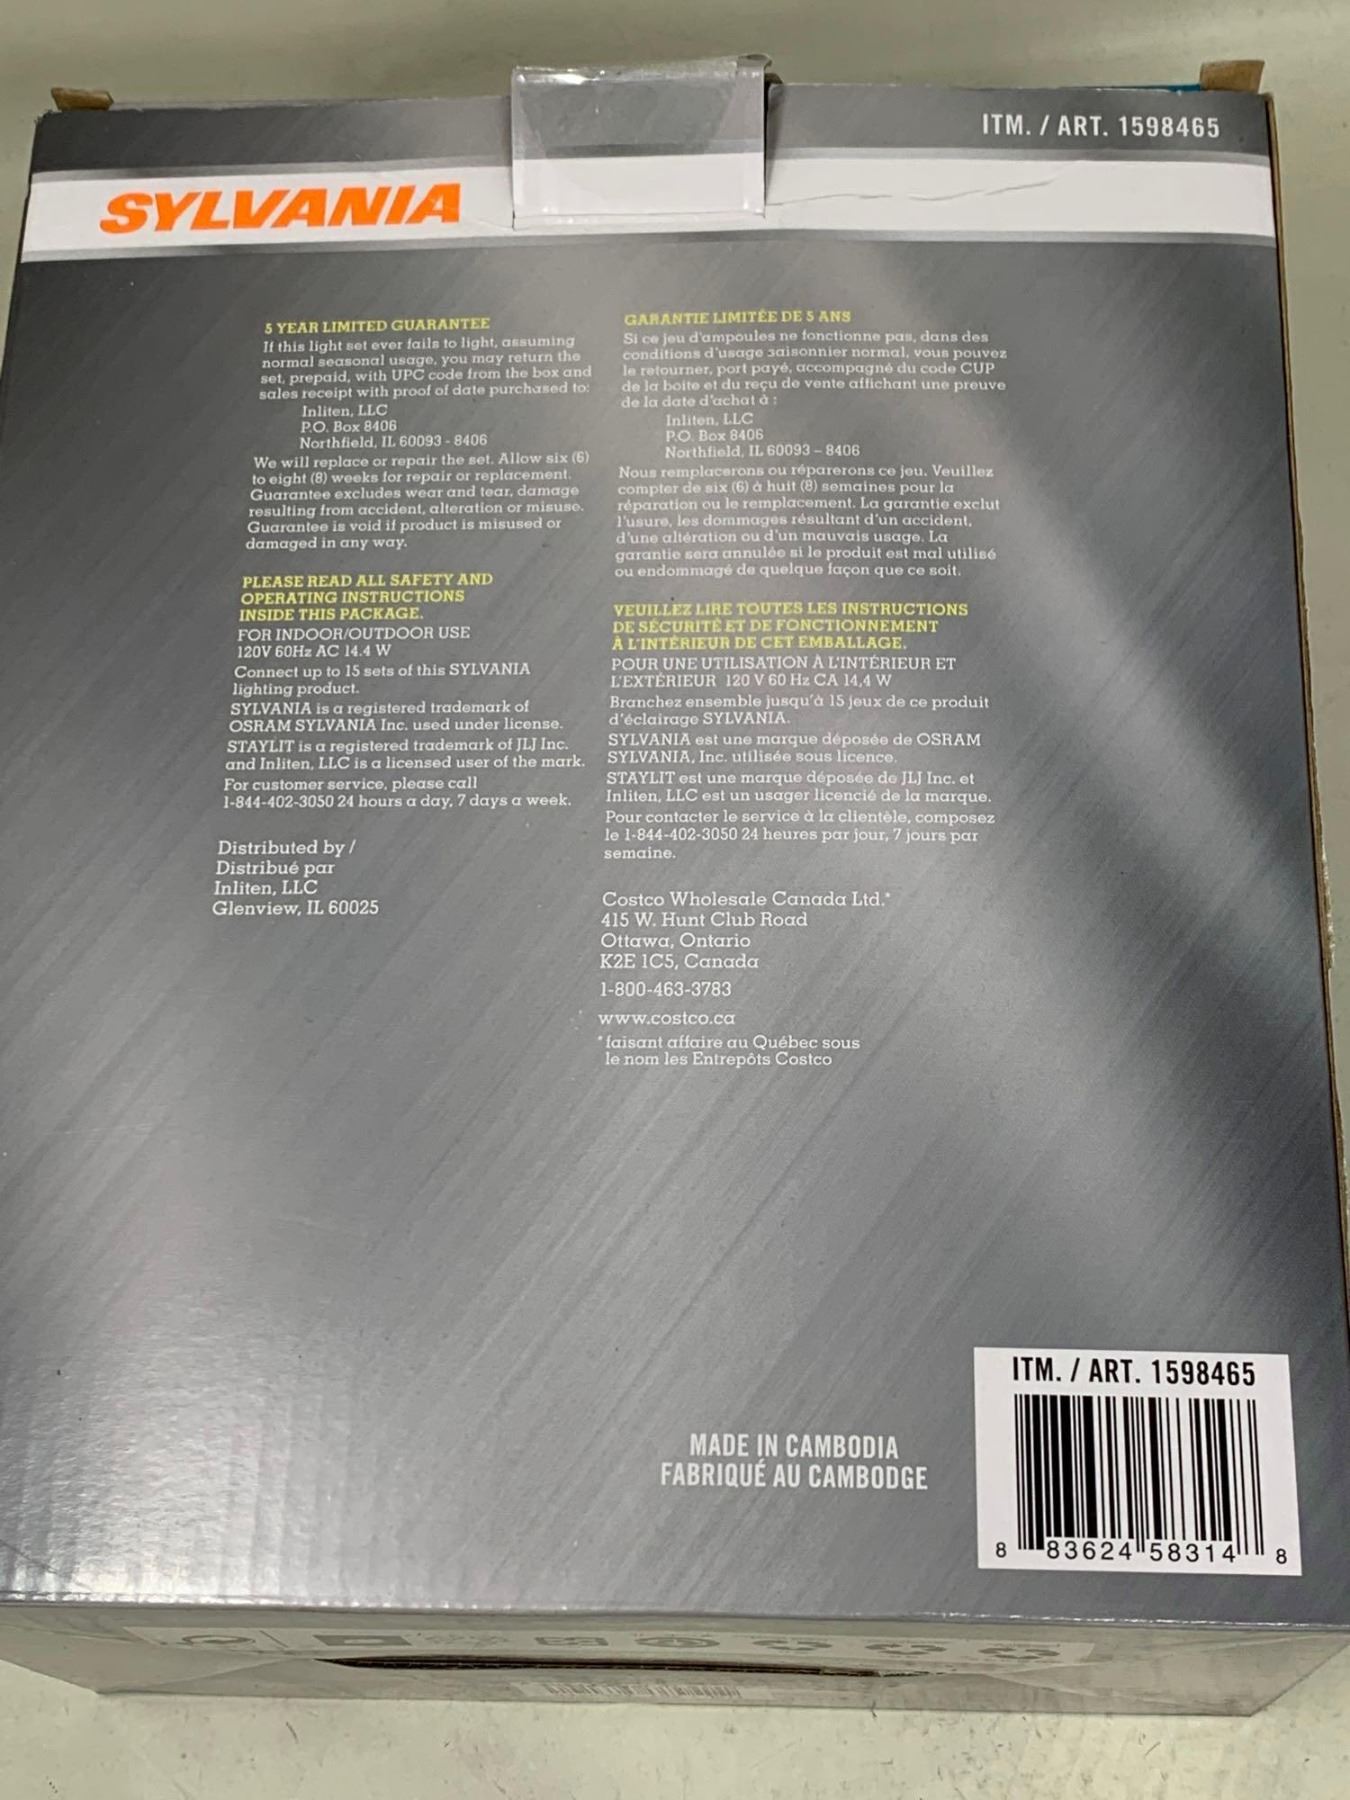 ITM. / ART. 1598465
SYLVANIA
5 YEAR LIMITED GUARANTEE
If this light set ever fails to light, assuming
normal seasonal usage, you may return the
set, prepaid, with UPC code from the box and
sales receipt with proof of date purchased to:
Inliten, LLC
P.O. Box 8406
Northfield, IL 60093 - 8406
We will replace or repair the set. Allow six (6)
to eight (8) weeks for repair or replacement.
Guarantee excludes wear and tear, damage
resulting from accident, alteration or misuse.
Guarantee is void if product is misused or
damaged in any way.
PLEASE READ ALL SAFETY AND
OPERATING INSTRUCTIONS
INSIDE THIS PACKAGE.
FOR INDOOR/OUTDOOR USE
120V 60Hz AC 14.4 W
Connect up to 15 sets of this SYLVANIA
lighting product.
SYLVANIA is a registered trademark of
OSRAM SYLVANIA Inc. used under license.
STAYLIT is a registered trademark of JLJ Inc.
and Inliten, LLC is a licensed user of the mark.
For customer service, please call
1-844-402-3050 24 hours a day, 7 days a week.
Distributed by /
Distribué par
Inliten, LLC
Glenview, IL 60025
GARANTIE LIMITÉE DE 5 ANS
Si ce jeu d'ampoules ne fonctionne pas, dans des
conditions d'usage saisonnier normal, vous pouvez
le retourner, port payé, accompagné du code CUP
de la boite et du reçu de vente affichant une preuve
de la date d'achat à :
Inliten, LLC
P.O. Box 8406
Northfield, IL 60093 – 8406
Nous remplacerons ou réparerons ce jeu. Veuillez
compter de six (6) à huit (8) semaines pour la
réparation ou le remplacement. La garantie exclut
l'usure, les dommages résultant d'un accident,
d'une altération ou d'un mauvais usage. La
garantie sera annulée si le produit est mal utilisé
ou endommagé de quelque façon que ce soit.
VEUILLEZ LIRE TOUTES LES INSTRUCTIONS
DE SÉCURITÉ ET DE FONCTIONNEMENT
À L'INTÉRIEUR DE CET EMBALLAGE.
POUR UNE UTILISATION À L'INTÉRIEUR ET
L'EXTÉRIEUR 120 V 60 Hz CA 14,4 W
Branchez ensemble jusqu'à 15 jeux de ce produit
d'éclairage SYLVANIA.
SYLVANIA est une marque déposée de OSRAM
SYLVANIA, Inc. utilisée sous licence.
STAYLIT est une marque déposée de JLJ Inc. et
Inliten, LLC est un usager licencié de la marque.
Pour contacter le service à la clientèle, composez
le 1-844-402-3050 24 heures par jour, 7 jours par
semaine.
Costco Wholesale Canada Ltd.*
415 W. Hunt Club Road
Ottawa, Ontario
K2E 1C5, Canada
1-800-463-3783
www.costco.ca
*faisant affaire au Québec sous
le nom les Entrepôts Costco
MADE IN CAMBODIA
FABRIQUÉ AU CAMBODGE
ITM. / ART. 1598465
8 83624 58314 8